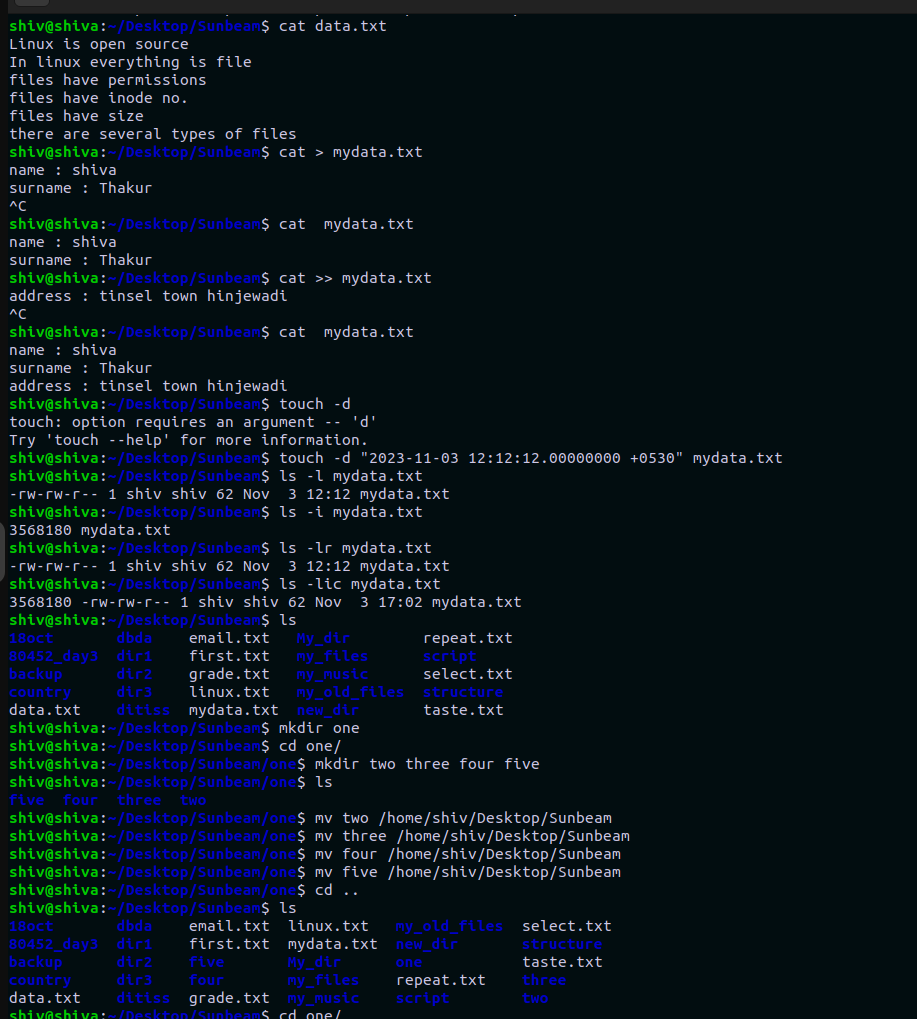 shiv@shiva:~/Desktop/Sunbeam$ cat data.txt
Linux is open source
In linux everything is file
files have permissions
files have inode no.
files have size
there are several types of files
shiv@shiva:~/Desktop/Sunbeam$ cat > mydata.txt
name : shiva
surname : Thakur
^C
shiv@shiva:~/Desktop/Sunbeam$ cat  mydata.txt
name : shiva
surname : Thakur
shiv@shiva:~/Desktop/Sunbeam$ cat >> mydata.txt
address : tinsel town hinjewadi
^C
shiv@shiva:~/Desktop/Sunbeam$ cat  mydata.txt
name : shiva
surname : Thakur
address : tinsel town hinjewadi
shiv@shiva:~/Desktop/Sunbeam$ touch -d
touch: option requires an argument -- 'd'
Try 'touch --help' for more information.
shiv@shiva:~/Desktop/Sunbeam$ touch -d "2023-11-03 12:12:12.00000000 +0530" mydata.txt
shiv@shiva:~/Desktop/Sunbeam$ ls -l mydata.txt
-rw-rw-r-- 1 shiv shiv 62 Nov  3 12:12 mydata.txt
shiv@shiva:~/Desktop/Sunbeam$ ls -i mydata.txt
3568180 mydata.txt
shiv@shiva:~/Desktop/Sunbeam$ ls -lr mydata.txt
-rw-rw-r-- 1 shiv shiv 62 Nov  3 12:12 mydata.txt
shiv@shiva:~/Desktop/Sunbeam$ ls -lic mydata.txt
3568180 -rw-rw-r-- 1 shiv shiv 62 Nov  3 17:02 mydata.txt
shiv@shiva:~/Desktop/Sunbeam$ ls
18oct       dbda    email.txt   My_dir        repeat.txt
80452_day3  dir1    first.txt   my_files      script
backup      dir2    grade.txt   my_music      select.txt
country     dir3    linux.txt   my_old_files  structure
data.txt    ditiss  mydata.txt  new_dir       taste.txt
shiv@shiva:~/Desktop/Sunbeam$ mkdir one
shiv@shiva:~/Desktop/Sunbeam$ cd one/
shiv@shiva:~/Desktop/Sunbeam/one$ mkdir two three four five
shiv@shiva:~/Desktop/Sunbeam/one$ ls
five  four  three  two
shiv@shiva:~/Desktop/Sunbeam/one$ mv two /home/shiv/Desktop/Sunbeam
shiv@shiva:~/Desktop/Sunbeam/one$ mv three /home/shiv/Desktop/Sunbeam
shiv@shiva:~/Desktop/Sunbeam/one$ mv four /home/shiv/Desktop/Sunbeam
shiv@shiva:~/Desktop/Sunbeam/one$ mv five /home/shiv/Desktop/Sunbeam
shiv@shiva:~/Desktop/Sunbeam/one$ cd ..
shiv@shiva:~/Desktop/Sunbeam$ ls
18oct       dbda    email.txt  linux.txt   my_old_files  select.txt
80452_day3  dir1    first.txt  mydata.txt  new_dir       structure
backup      dir2    five       My_dir      one           taste.txt
country     dir3    four       my_files    repeat.txt    three
data.txt    ditiss  grade.txt  my_music    script        two
shiv@shiva:~/Desktop/Sunbeam$ cd one/